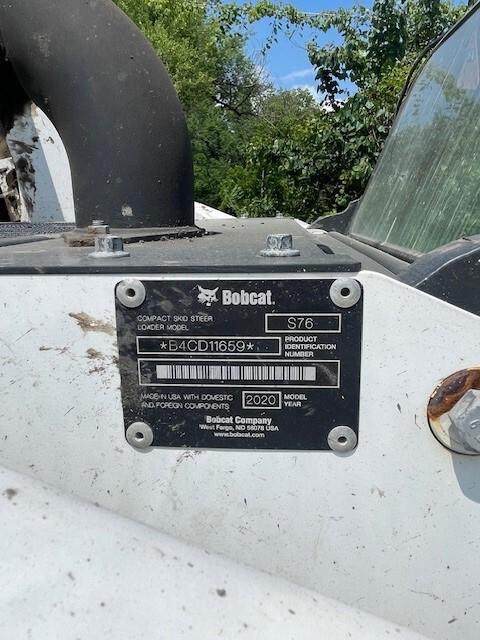 Bobcat.
COMPACT SKID STEER
LOADER MODEL
S76
*B4CD11659*
PRODUCT
IDENTIFICATION
NUMBER
MADE IN USA WITH DOMESTIC
AND FOREIGN COMPONENTS
2020
MODEL
YEAR
Bobcat Company
West Fargo, ND 58078 USA
www.bobcat.com